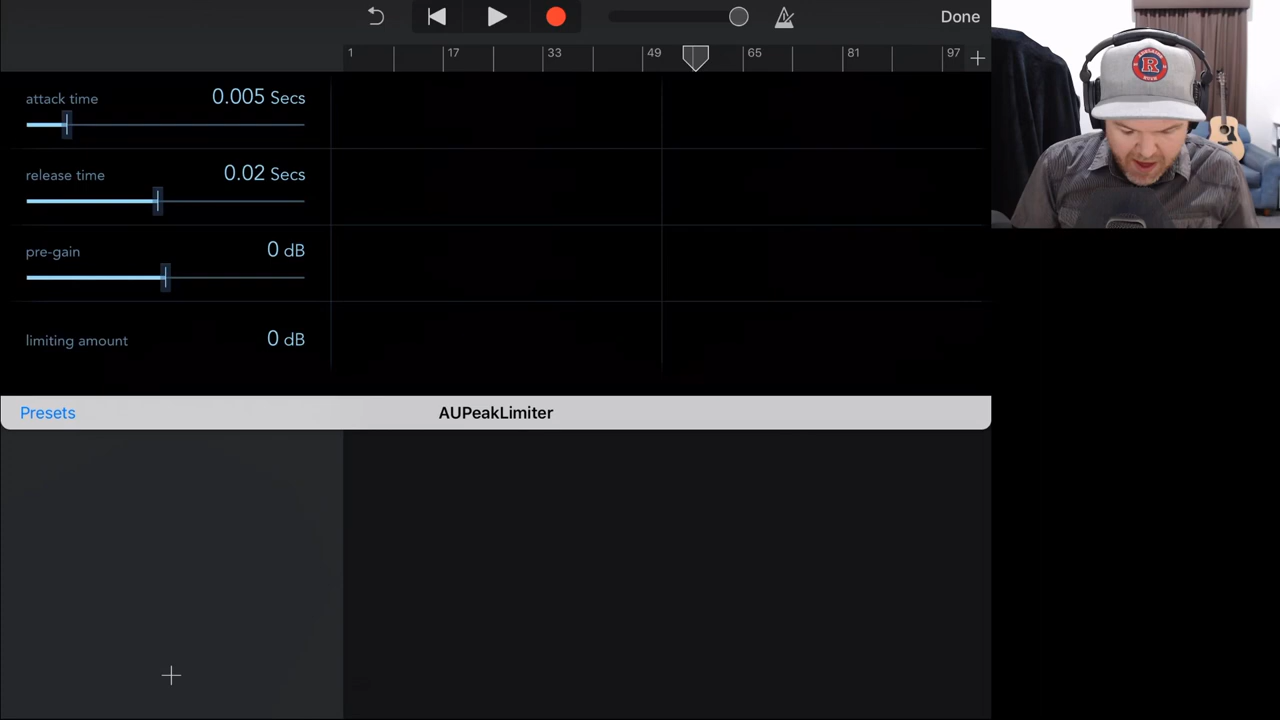 Done
1 17 33 49 65 81 97
attack time 0.005 Secs
release time 0.02 Secs
pre-gain 0 dB
limiting amount 0 dB
Presets AUPeakLimiter
R